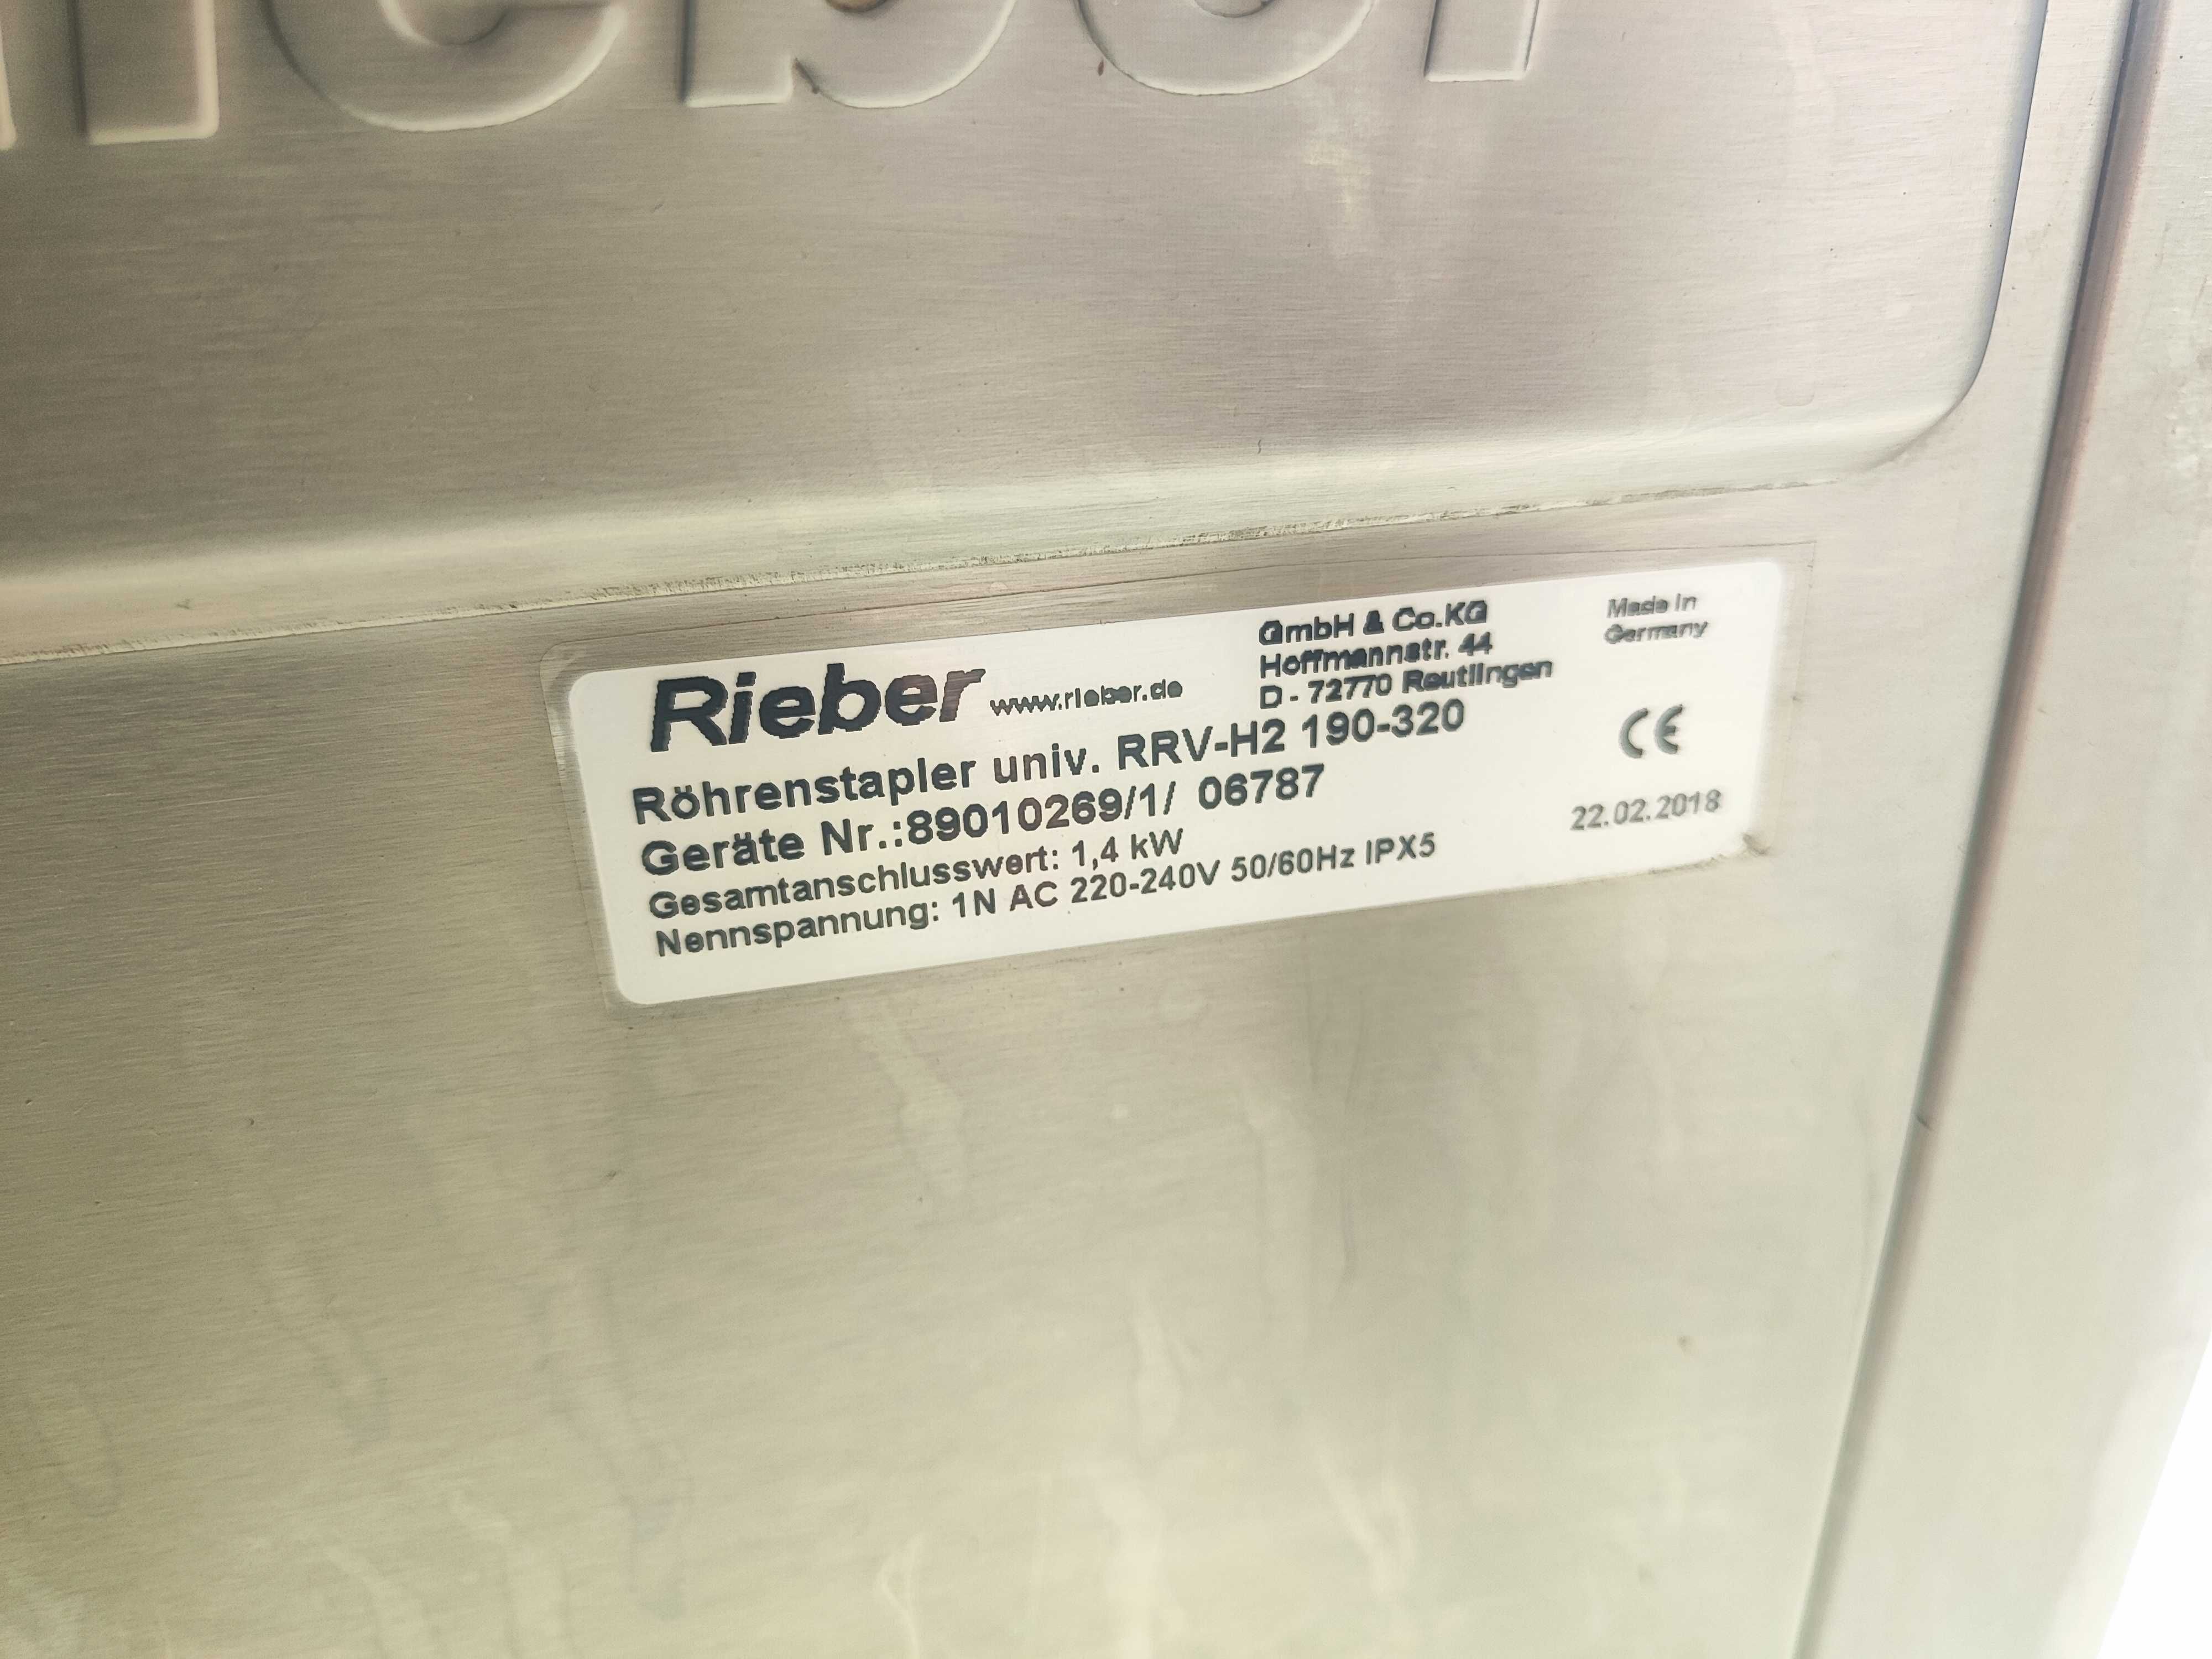 Rieber
Rieber www.rieber.de
GmbH & Co.KG
Hoffmannstr. 44
D - 72770 Reutlingen
Made in
Germany
Röhrenstapler univ. RRV-H2 190-320
Geräte Nr.:89010269/1/ 06787
Gesamtanschlusswert: 1,4 kW
Nennspannung: 1N AC 220-240V 50/60Hz IPX5
CE
22.02.2018